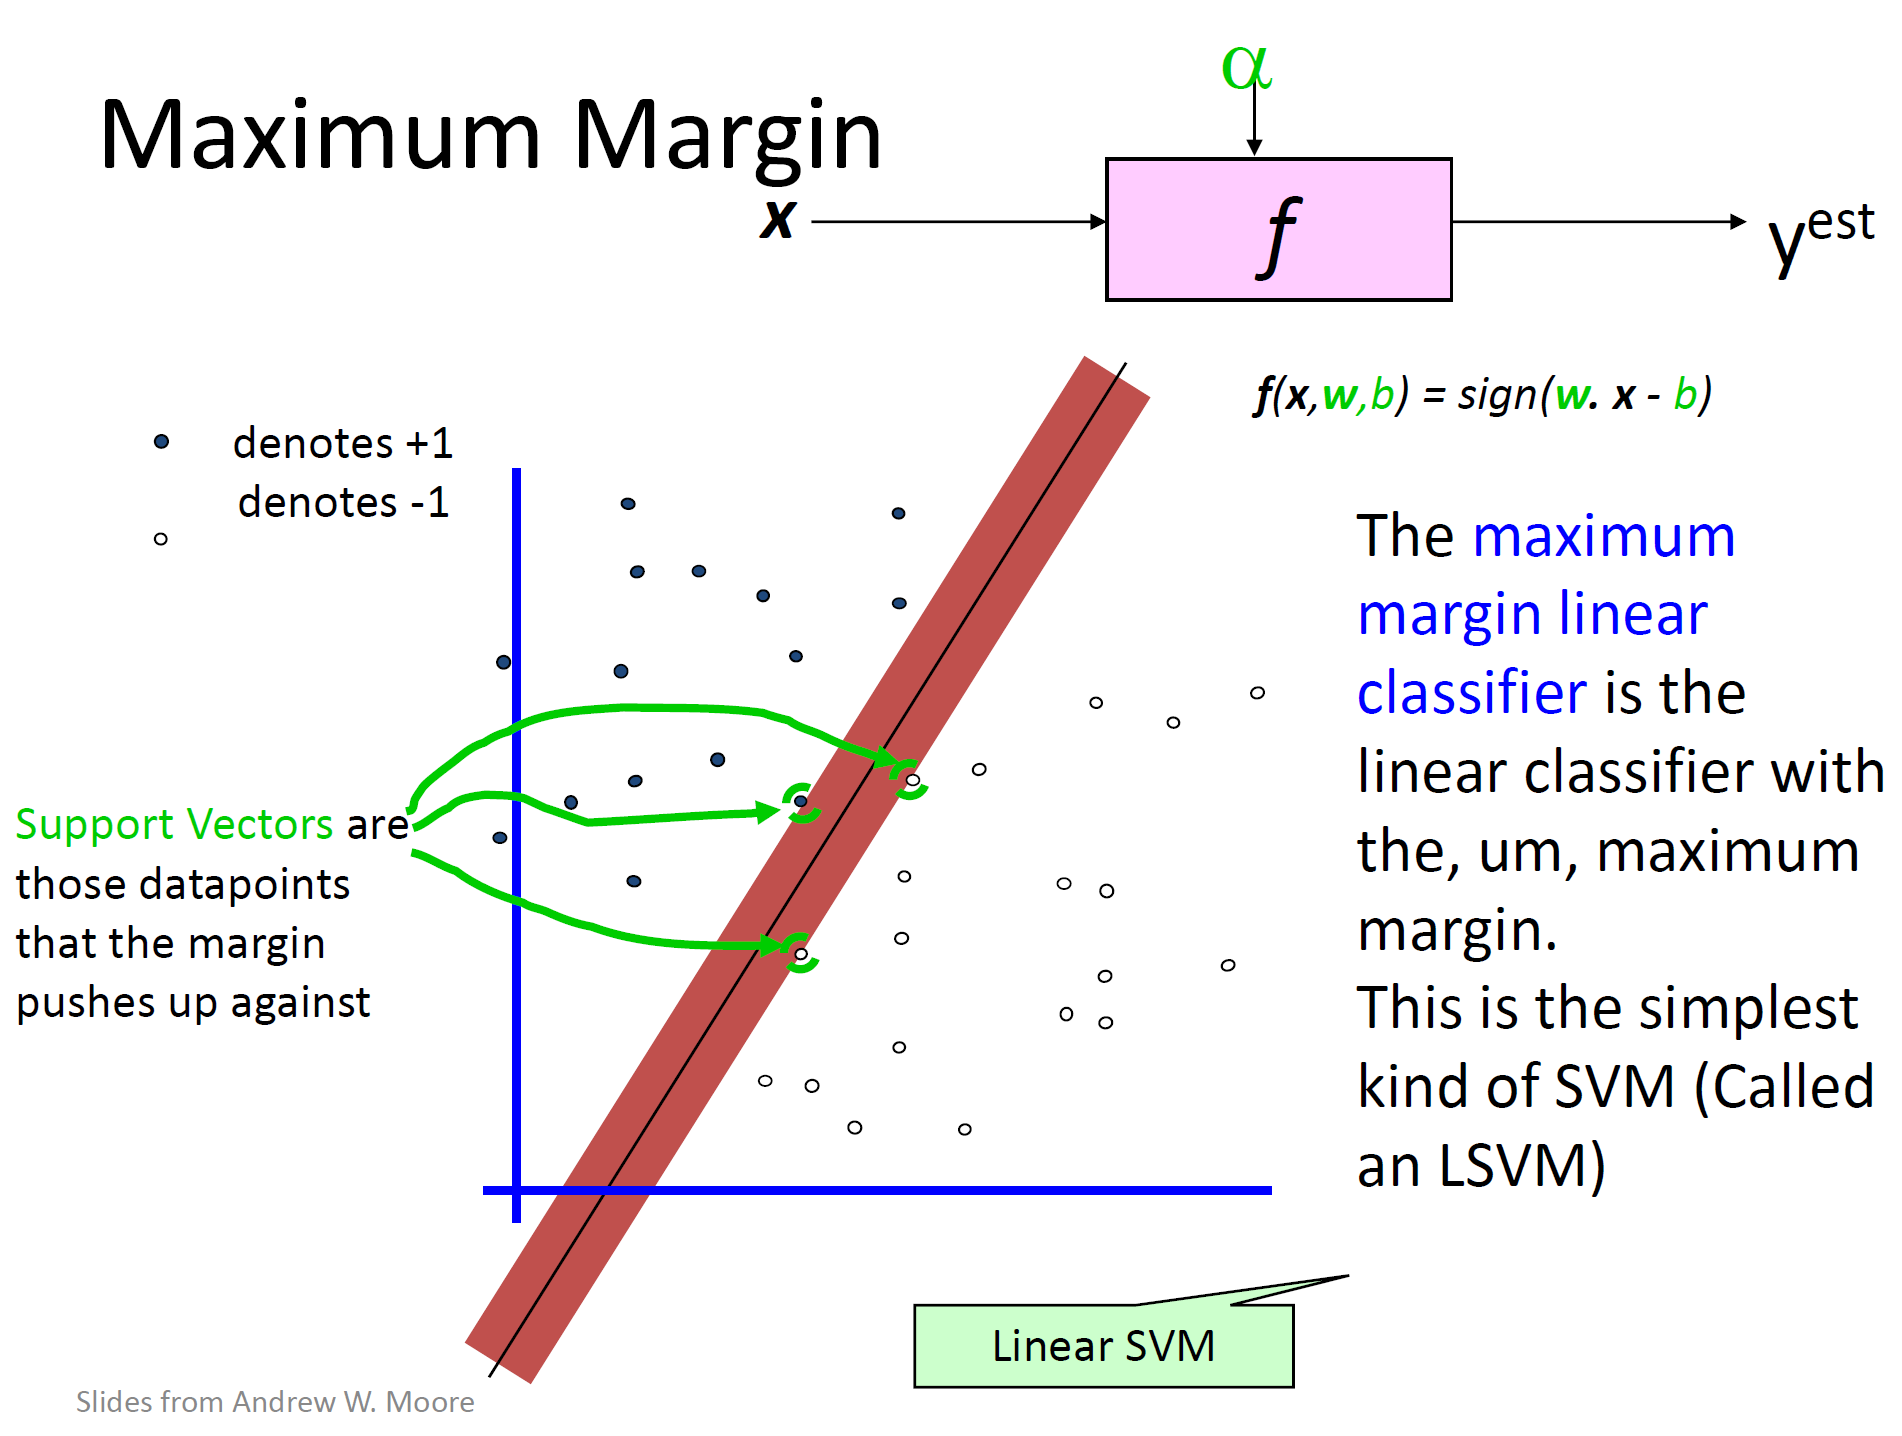 Maximum Margin
α
x
f
y^est
f(x,w,b) = sign(w. x - b)
denotes +1
denotes -1
The maximum
margin linear
classifier is the
linear classifier with
the, um, maximum
margin.
This is the simplest
kind of SVM (Called
an LSVM)
Support Vectors are
those datapoints
that the margin
pushes up against
Linear SVM
Slides from Andrew W. Moore